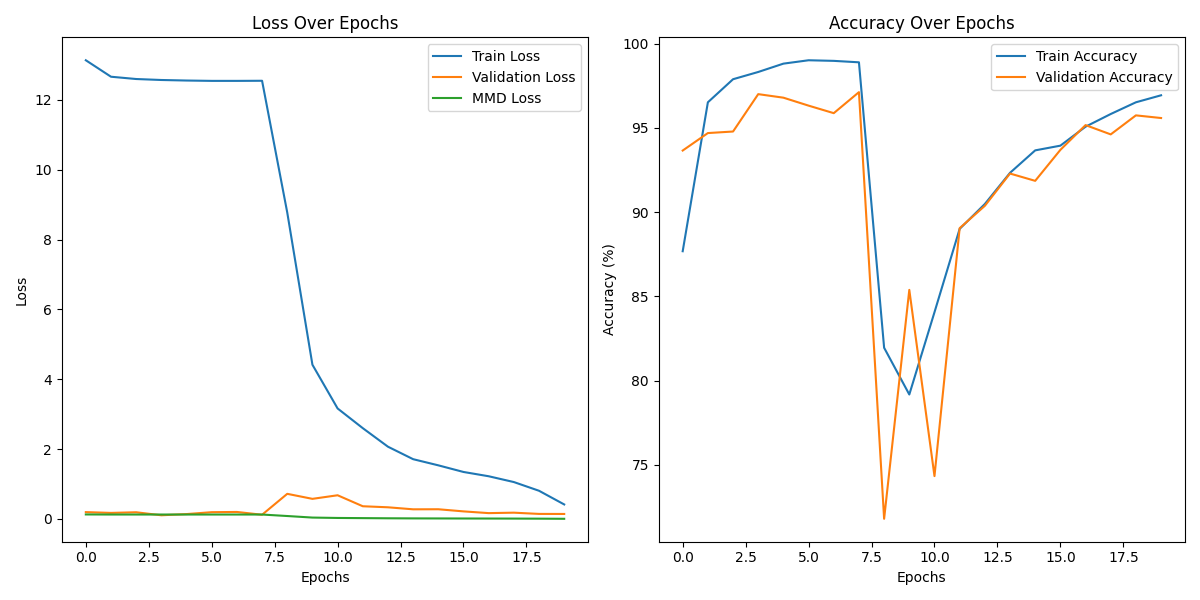 Loss Over Epochs
Train Loss
Validation Loss
MMD Loss
12
10
8
6
4
2
0
Loss
0.0 2.5 5.0 7.5 10.0 12.5 15.0 17.5
Epochs
Accuracy Over Epochs
Train Accuracy
Validation Accuracy
100
95
90
85
80
75
Accuracy (%)
0.0 2.5 5.0 7.5 10.0 12.5 15.0 17.5
Epochs